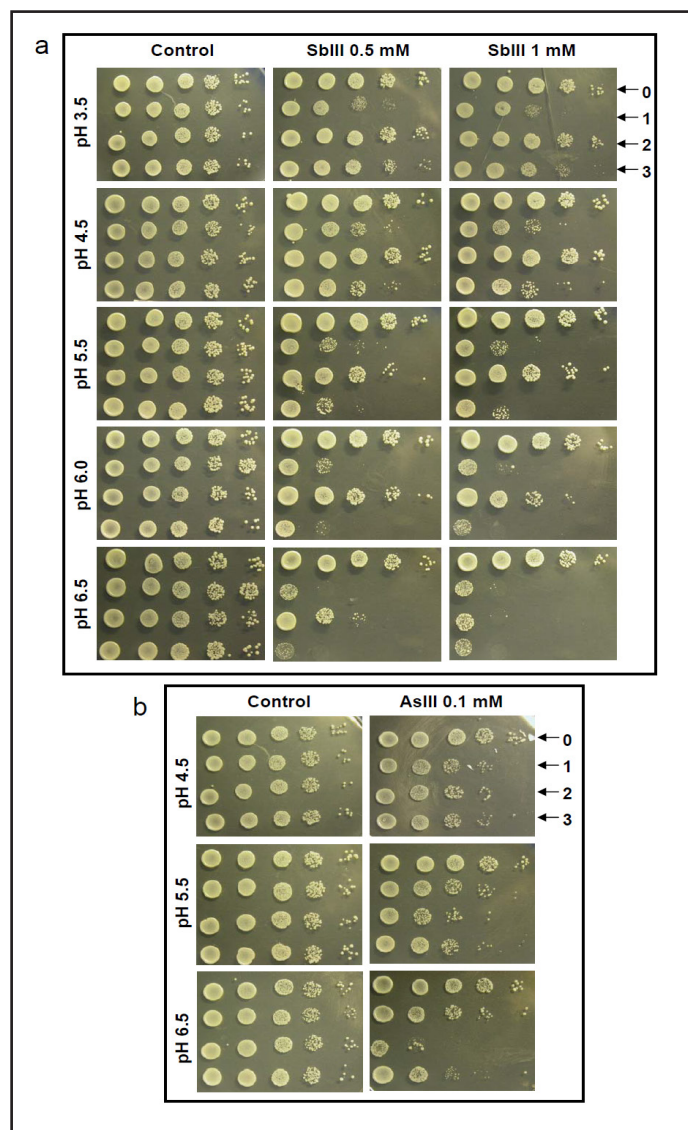 a
Control SbIII 0.5 mM SbIII 1 mM
pH 3.5
0
1
2
3
pH 4.5
pH 5.5
pH 6.0
pH 6.5
b
Control AsIII 0.1 mM
pH 4.5
0
1
2
3
pH 5.5
pH 6.5